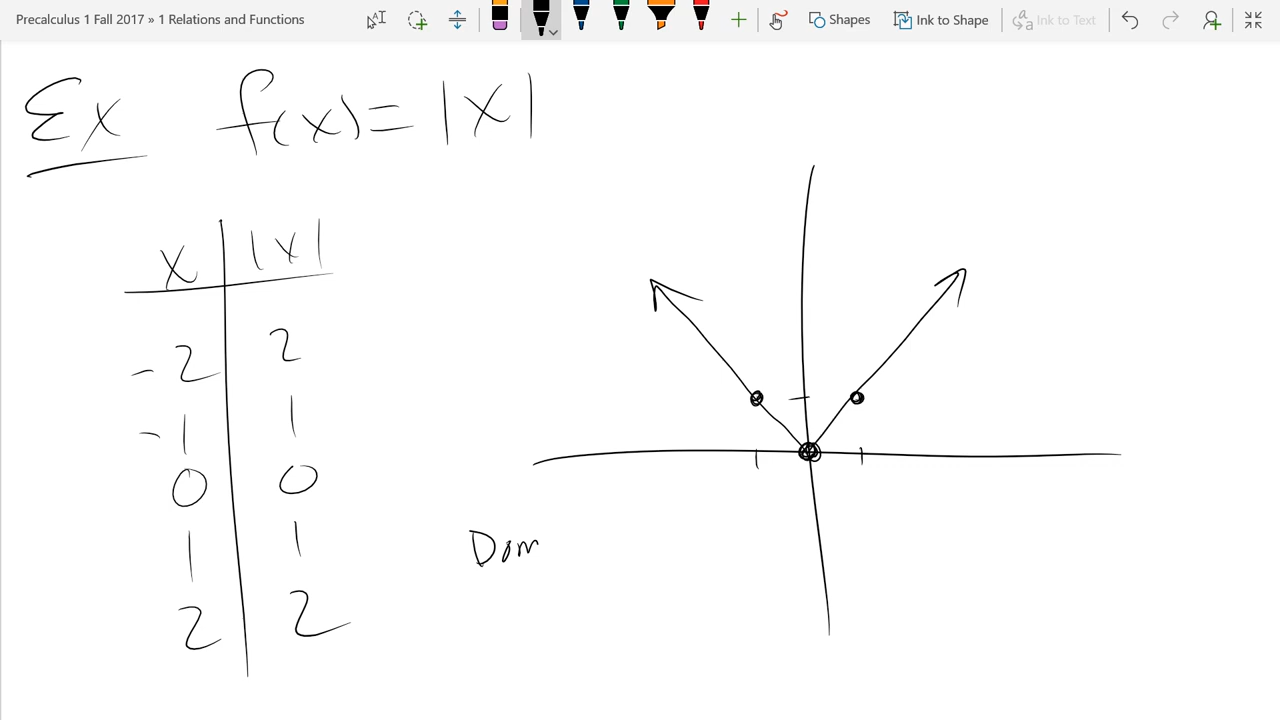 Precalculus 1 Fall 2017 » 1 Relations and Functions
Shapes
Ink to Shape
Ink to Text
Ex f(x)=|x|
x |x|
-2 2
-1 1
0 0
1 1
2 2
Dom